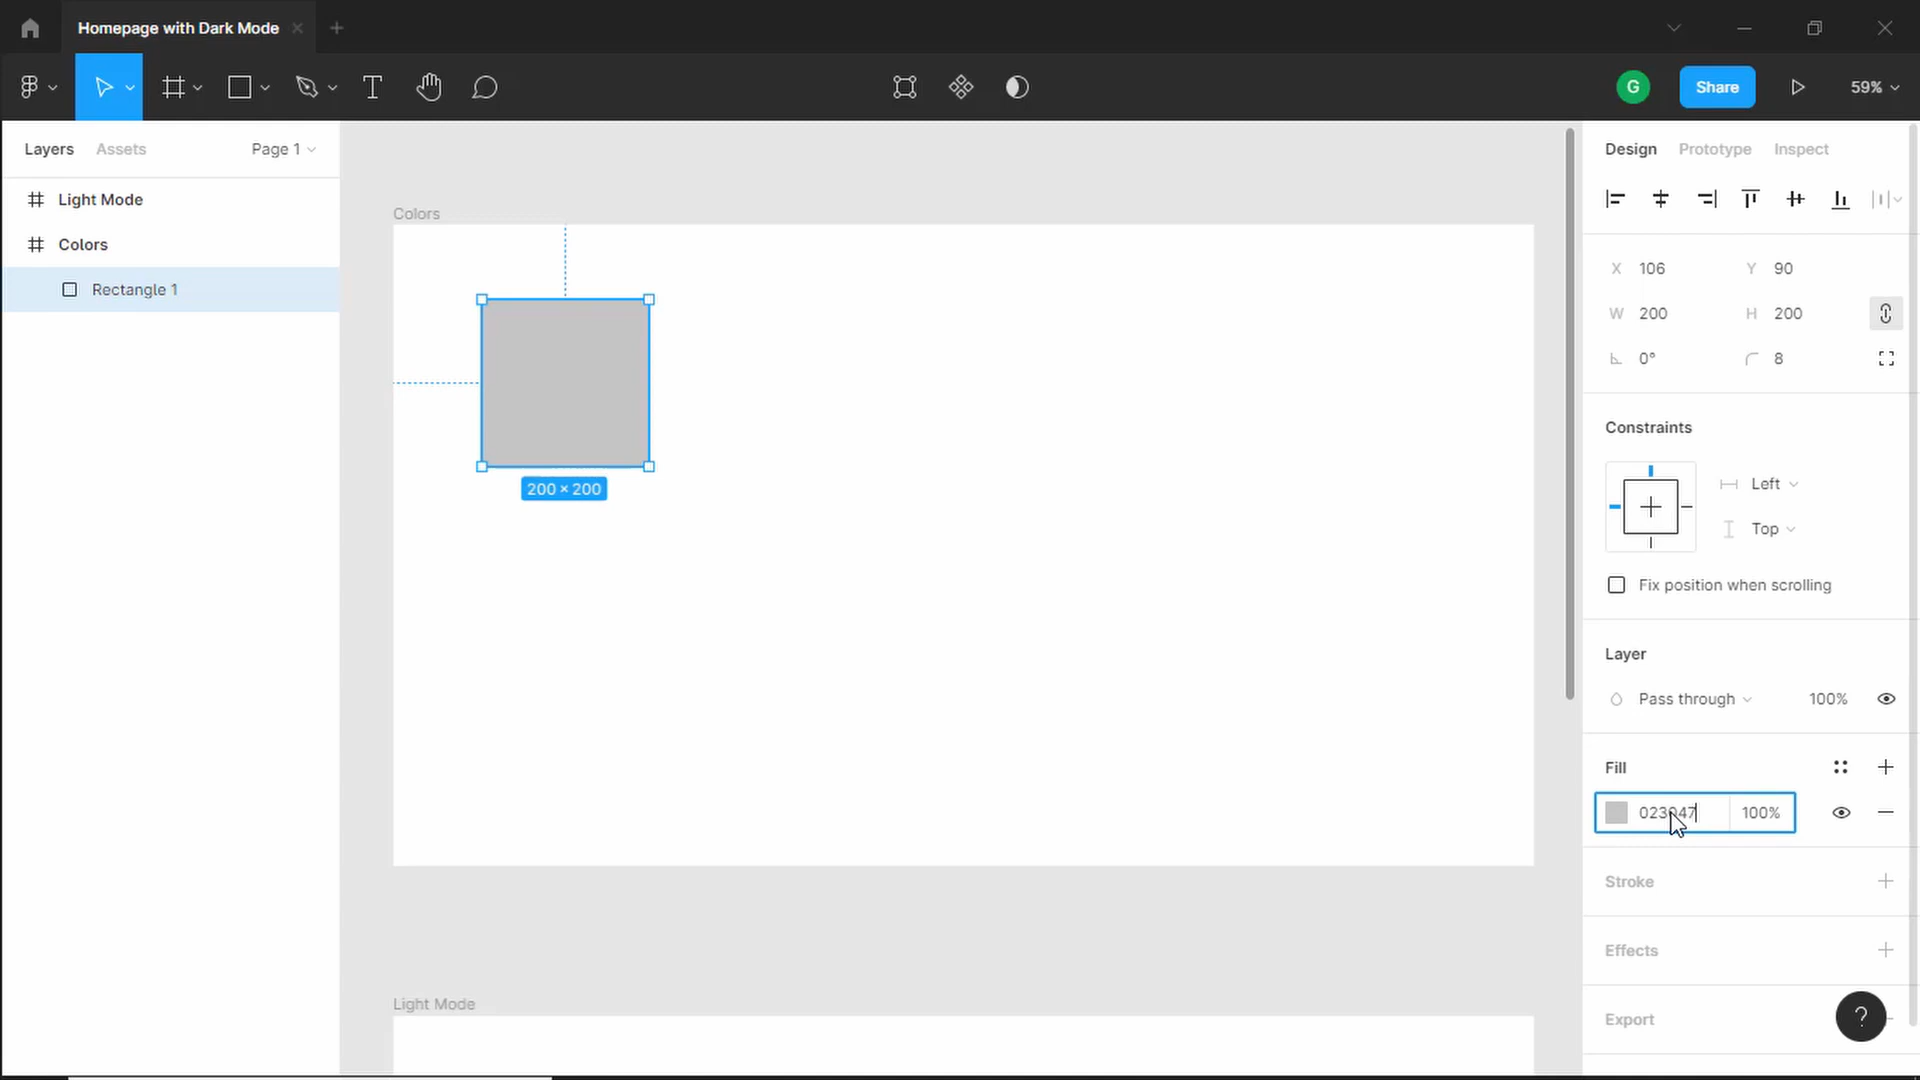 Homepage with Dark Mode
G
Share
59%
Layers
Assets
Page 1
Light Mode
Colors
Rectangle 1
Colors
200 × 200
Light Mode
Design
Prototype
Inspect
X 106
Y 90
W 200
H 200
0°
8
Constraints
Left
Top
Fix position when scrolling
Layer
Pass through
100%
Fill
023047
100%
Stroke
Effects
Export
?